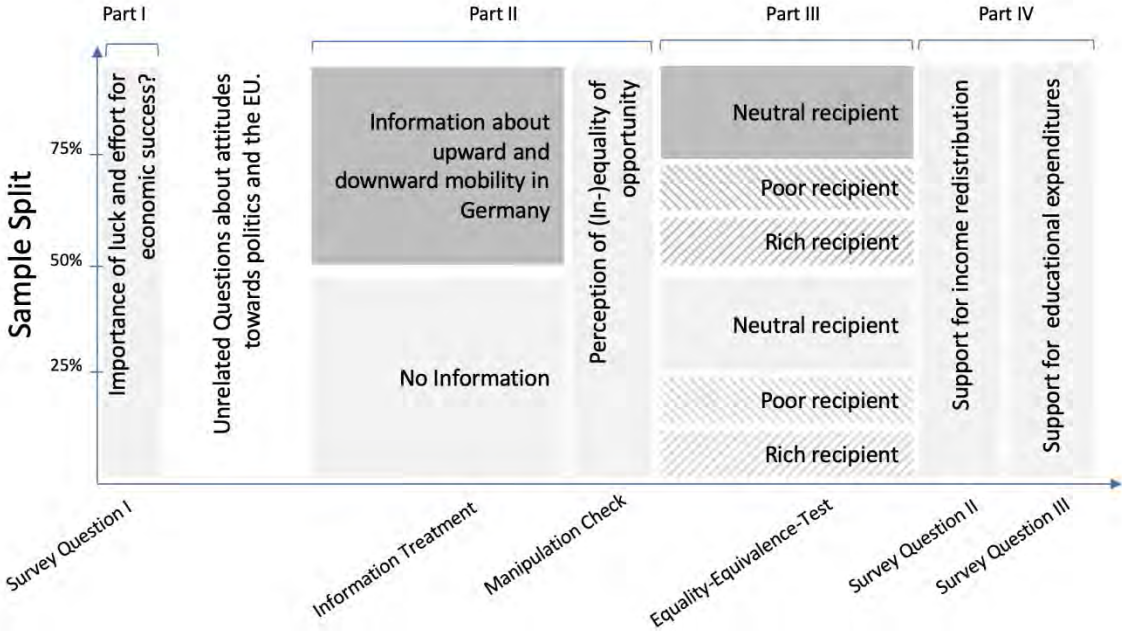 Part I
Part II
Part III
Part IV
Sample Split
75%
50%
25%
Importance of luck and effort for
economic success?
Unrelated Questions about attitudes
towards politics and the EU.
Information about
upward and
downward mobility in
Germany
No Information
Perception of (In-)equality of
opportunity
Neutral recipient
Poor recipient
Rich recipient
Neutral recipient
Poor recipient
Rich recipient
Support for income redistribution
Support for educational expenditures
Survey Question I
Information Treatment
Manipulation Check
Equality-Equivalence-Test
Survey Question II
Survey Question III